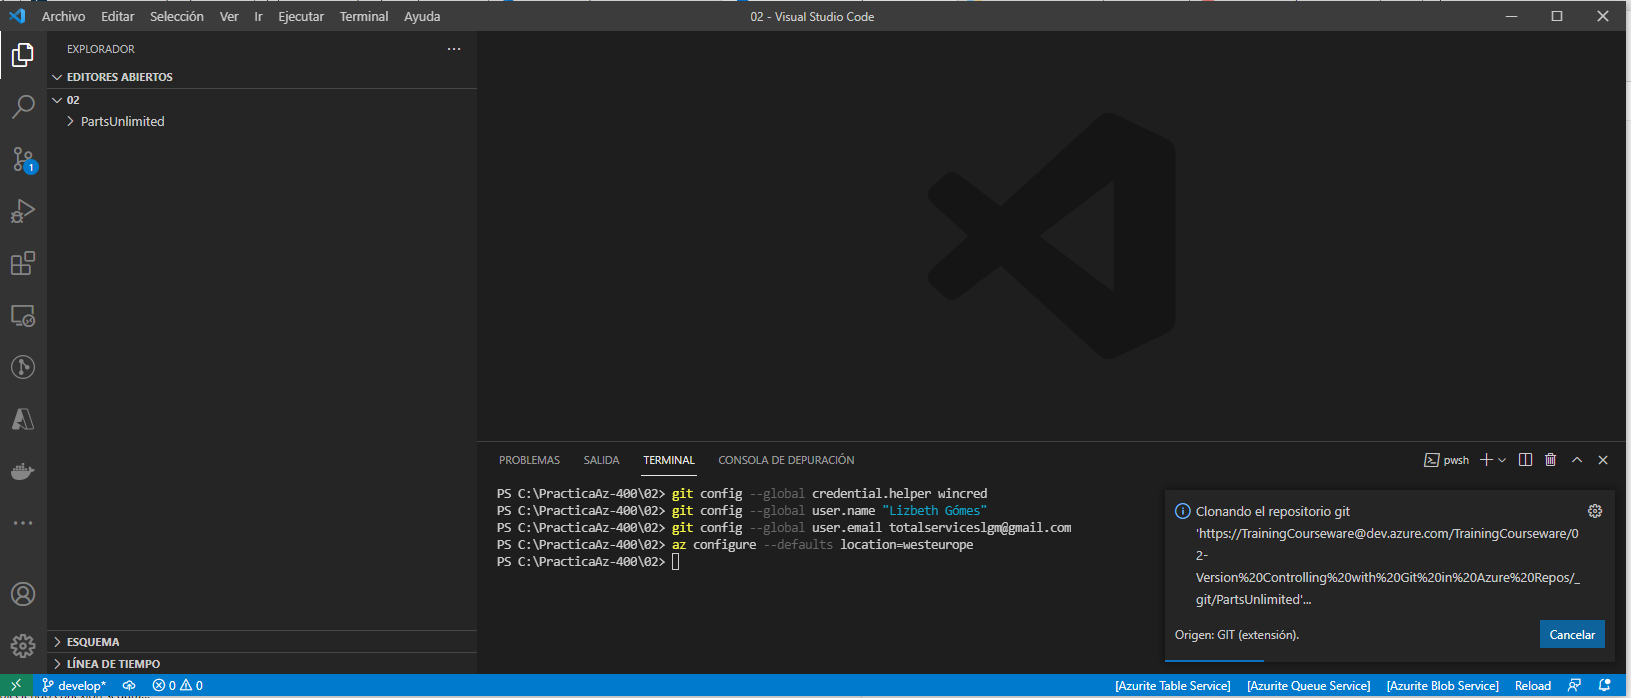 Archivo Editar Selección Ver Ir Ejecutar Terminal Ayuda
02 - Visual Studio Code
EXPLORADOR
EDITORES ABIERTOS
02
PartsUnlimited
1
PROBLEMAS SALIDA TERMINAL CONSOLA DE DEPURACIÓN
pwsh
PS C:\PracticaAz-400\02> git config --global credential.helper wincred
PS C:\PracticaAz-400\02> git config --global user.name "Lizbeth Gómes"
PS C:\PracticaAz-400\02> git config --global user.email totalserviceslgm@gmail.com
PS C:\PracticaAz-400\02> az configure --defaults location=westeurope
PS C:\PracticaAz-400\02>
Clonando el repositorio git
'https://TrainingCourseware@dev.azure.com/TrainingCourseware/0
2-
Version%20Controlling%20with%20Git%20in%20Azure%20Repos/_
git/PartsUnlimited'...
Origen: GIT (extensión).
Cancelar
ESQUEMA
LÍNEA DE TIEMPO
develop* 0 0
[Azurite Table Service] [Azurite Queue Service] [Azurite Blob Service] Reload